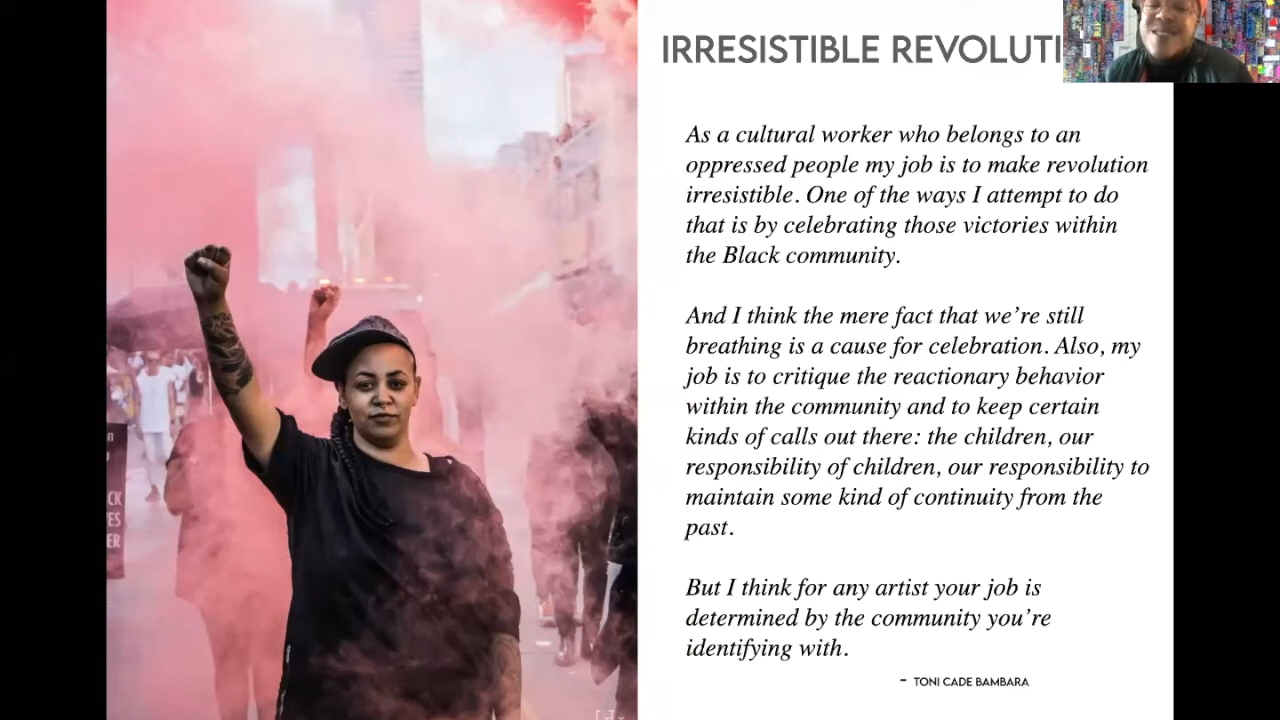 IRRESISTIBLE REVOLUTI
As a cultural worker who belongs to an
oppressed people my job is to make revolution
irresistible. One of the ways I attempt to do
that is by celebrating those victories within
the Black community.
And I think the mere fact that we’re still
breathing is a cause for celebration. Also, my
job is to critique the reactionary behavior
within the community and to keep certain
kinds of calls out there: the children, our
responsibility of children, our responsibility to
maintain some kind of continuity from the
past.
But I think for any artist your job is
determined by the community you’re
identifying with.
– TONI CADE BAMBARA
CK
ES
ER